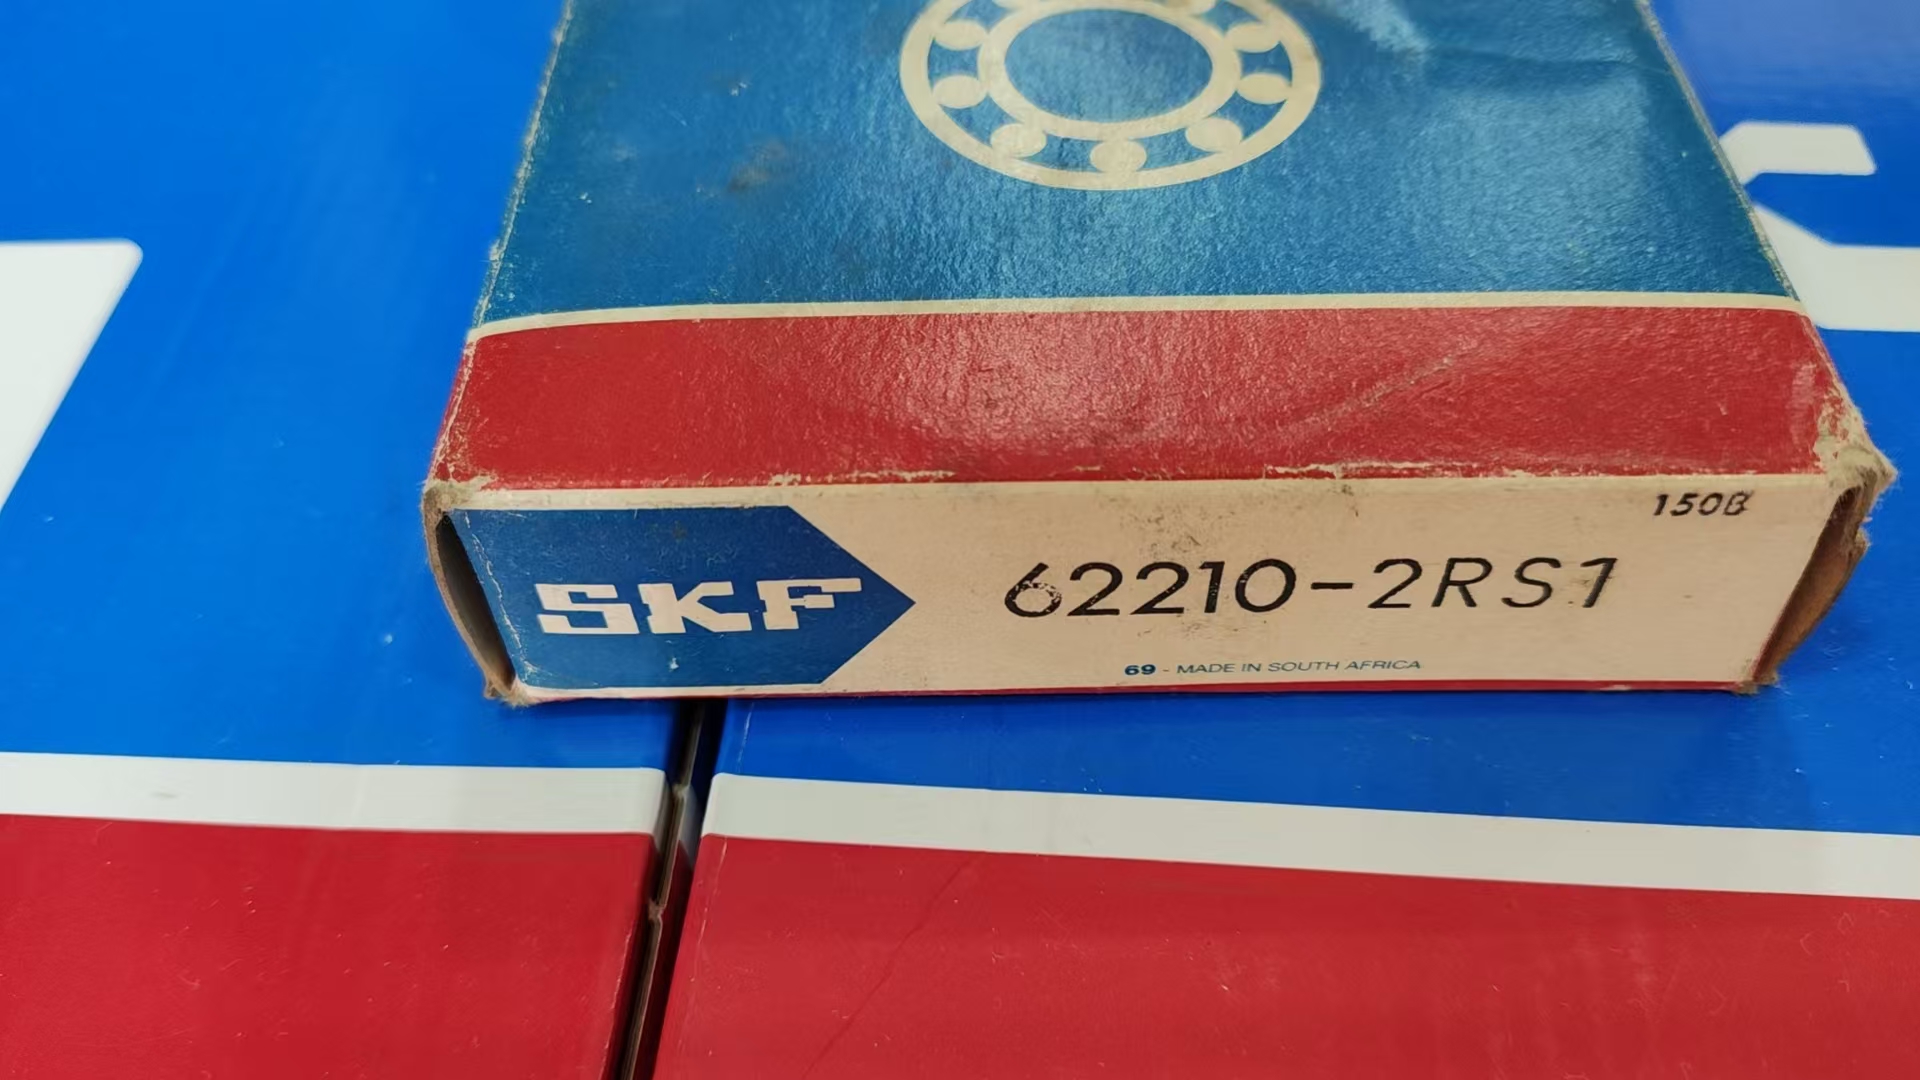 150B
SKF 62210-2RS1
69 - MADE IN SOUTH AFRICA